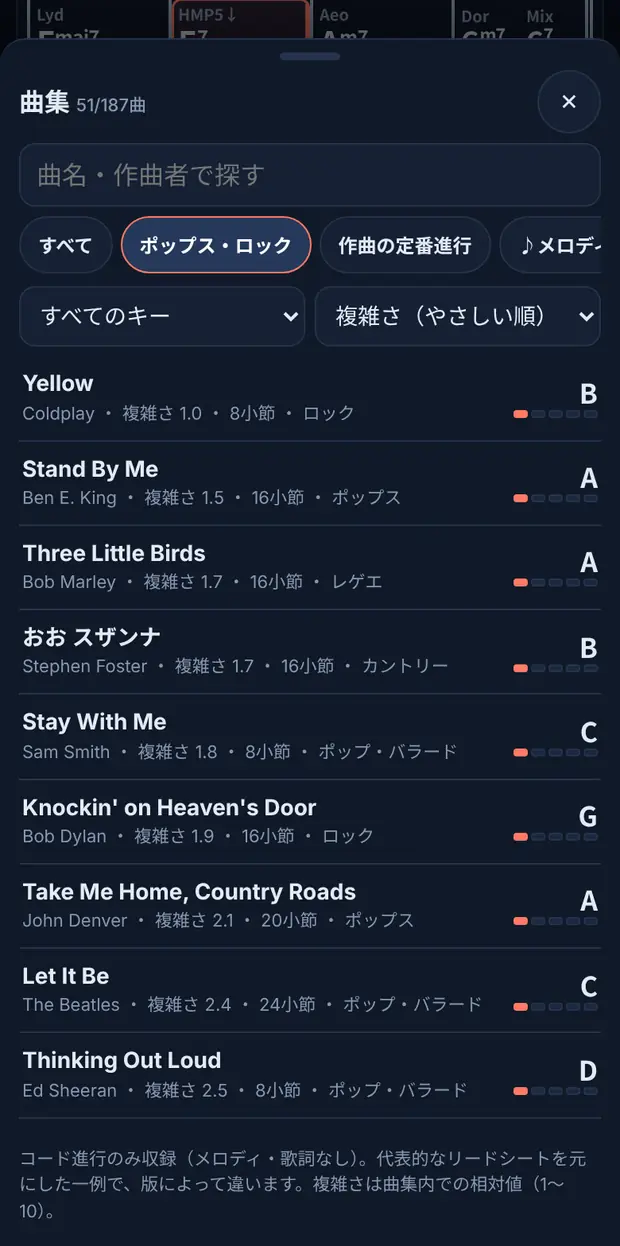 Lyd HMP5↓ Aeo Dor Mix
Emaj7 E7 Am7 Gm7 C7
曲集 51/187曲
×
曲名・作曲者で探す
すべて ポップス・ロック 作曲の定番進行 ♪メロデ
すべてのキー 複雑さ（やさしい順）
Yellow
B
Coldplay ・ 複雑さ 1.0 ・ 8小節 ・ ロック
Stand By Me
A
Ben E. King ・ 複雑さ 1.5 ・ 16小節 ・ ポップス
Three Little Birds
A
Bob Marley ・ 複雑さ 1.7 ・ 16小節 ・ レゲエ
おお スザンナ
B
Stephen Foster ・ 複雑さ 1.7 ・ 16小節 ・ カントリー
Stay With Me
C
Sam Smith ・ 複雑さ 1.8 ・ 8小節 ・ ポップ・バラード
Knockin' on Heaven's Door
G
Bob Dylan ・ 複雑さ 1.9 ・ 16小節 ・ ロック
Take Me Home, Country Roads
A
John Denver ・ 複雑さ 2.1 ・ 20小節 ・ ポップス
Let It Be
C
The Beatles ・ 複雑さ 2.4 ・ 24小節 ・ ポップ・バラード
Thinking Out Loud
D
Ed Sheeran ・ 複雑さ 2.5 ・ 8小節 ・ ポップ・バラード
コード進行のみ収録（メロディ・歌詞なし）。代表的なリードシートを元
にした一例で、版によって違います。複雑さは曲集内での相対値（1〜
10）。